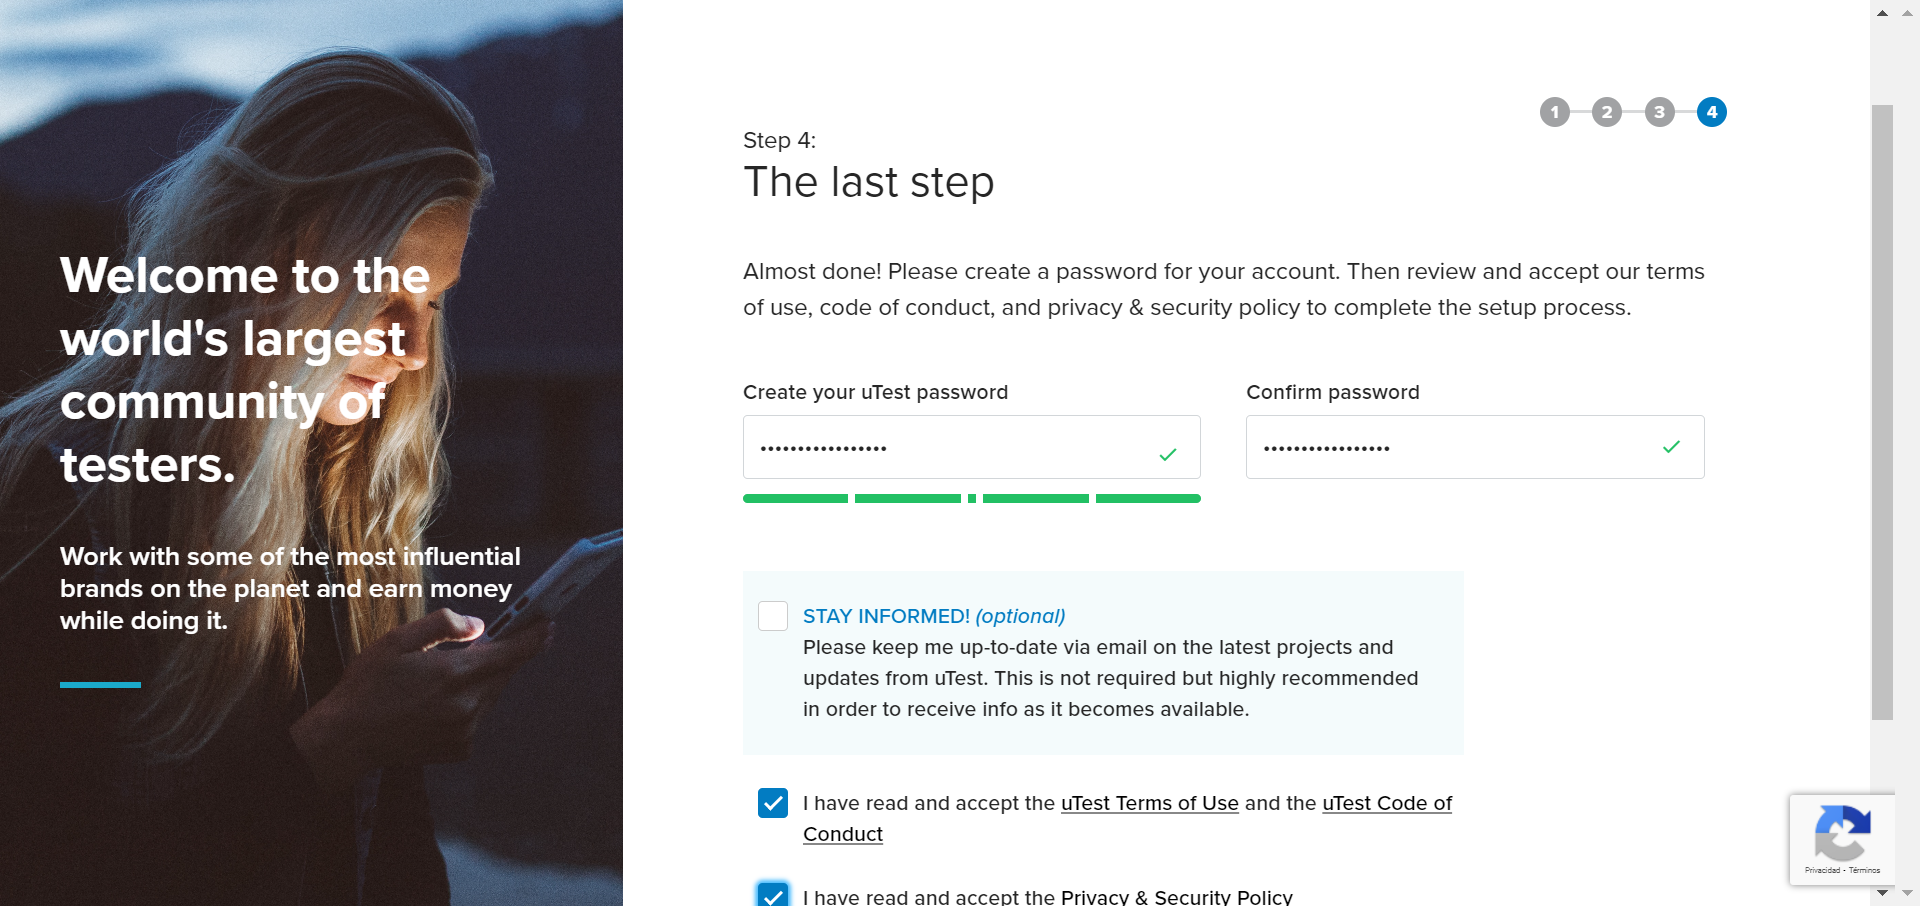 Welcome to the
world's largest
community of
testers.
Work with some of the most influential
brands on the planet and earn money
while doing it.
1 2 3 4
Step 4:
The last step
Almost done! Please create a password for your account. Then review and accept our terms
of use, code of conduct, and privacy & security policy to complete the setup process.
Create your uTest password
Confirm password
•••••••••••••••••
•••••••••••••••••
STAY INFORMED! (optional)
Please keep me up-to-date via email on the latest projects and
updates from uTest. This is not required but highly recommended
in order to receive info as it becomes available.
I have read and accept the uTest Terms of Use and the uTest Code of
Conduct
I have read and accept the Privacy & Security Policy
Privacidad - Términos